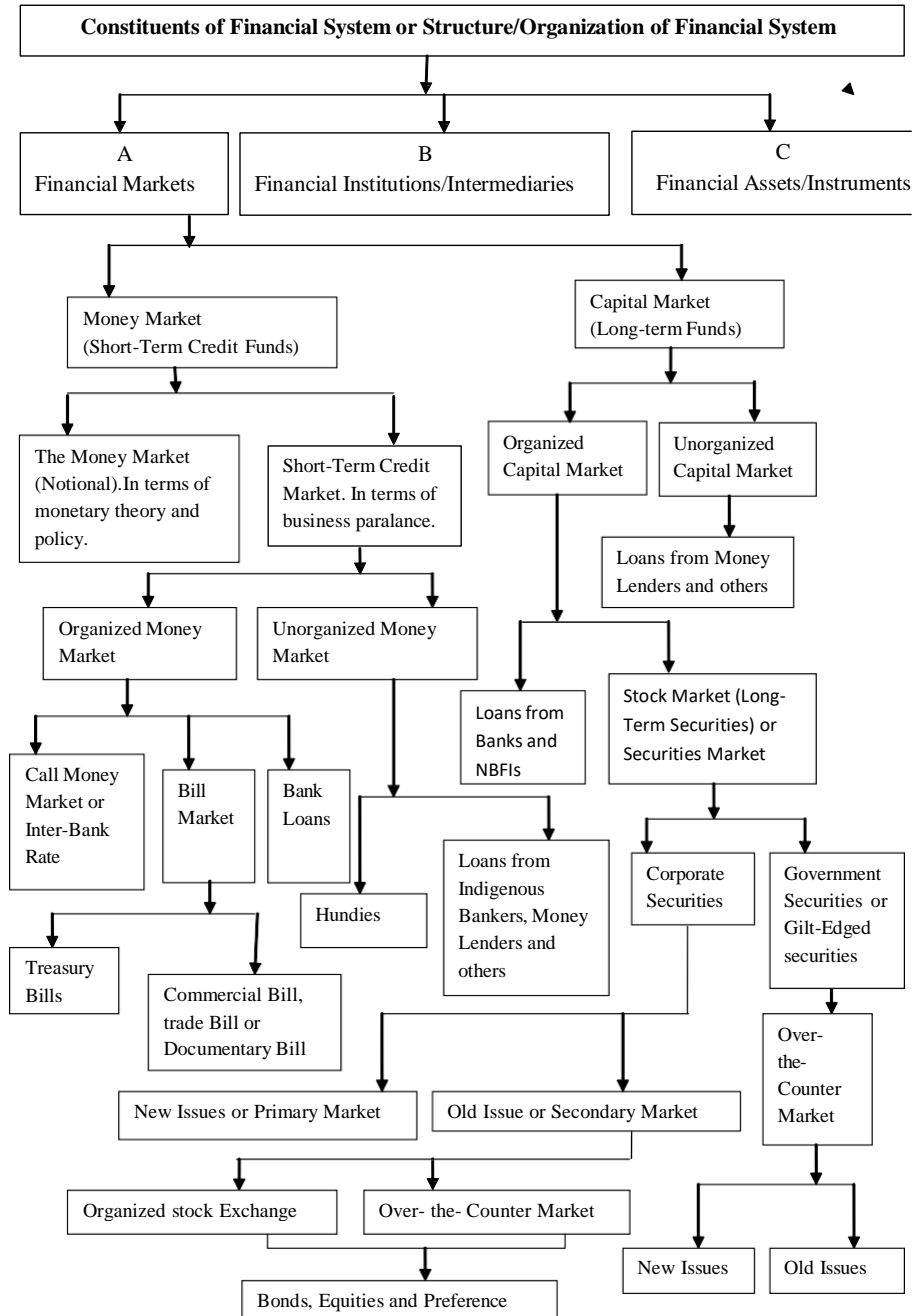 Constituents of Financial System or Structure/Organization of Financial System
A
Financial Markets
B
Financial Institutions/Intermediaries
C
Financial Assets/Instruments
Money Market
(Short-Term Credit Funds)
Capital Market
(Long-term Funds)
The Money Market
(Notional).In terms of
monetary theory and
policy.
Short-Term Credit
Market. In terms of
business paralance.
Organized
Capital Market
Unorganized
Capital Market
Loans from Money
Lenders and others
Organized Money
Market
Unorganized Money
Market
Loans from
Banks and
NBFIs
Stock Market (Long-
Term Securities) or
Securities Market
Call Money
Market or
Inter-Bank
Rate
Bill
Market
Bank
Loans
Hundies
Loans from
Indigenous
Bankers, Money
Lenders and
others
Corporate
Securities
Government
Securities or
Gilt-Edged
securities
Treasury
Bills
Commercial Bill,
trade Bill or
Documentary Bill
Over-
the-
Counter
Market
New Issues or Primary Market
Old Issue or Secondary Market
Organized stock Exchange
Over- the- Counter Market
New Issues
Old Issues
Bonds, Equities and Preference